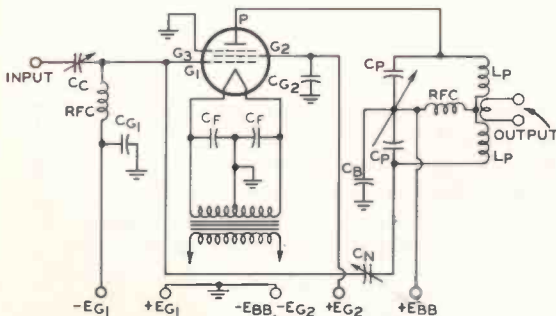 P
G3
G2
G1
INPUT
CC
CP
LP
RFC
CG2
RFC
OUTPUT
CG1
CF
CF
CP
LP
CB
CN
-EG1
+EG1
-EBB, -EG2
+EG2
+EBB